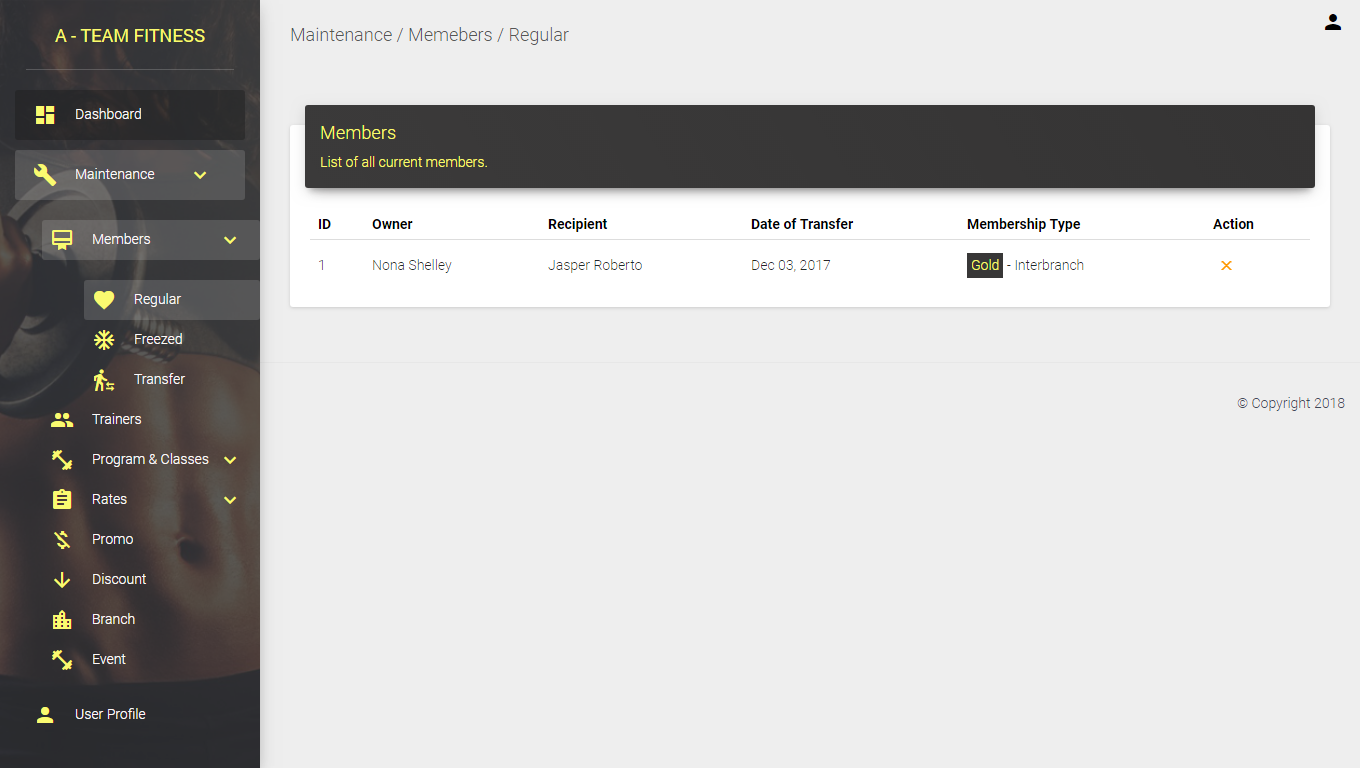 A - TEAM FITNESS
Dashboard
Maintenance
Members
Regular
Freezed
Transfer
Trainers
Program & Classes
Rates
Promo
Discount
Branch
Event
User Profile
Maintenance / Memebers / Regular
Members
List of all current members.
ID Owner Recipient Date of Transfer Membership Type Action
1 Nona Shelley Jasper Roberto Dec 03, 2017 Gold - Interbranch
© Copyright 2018